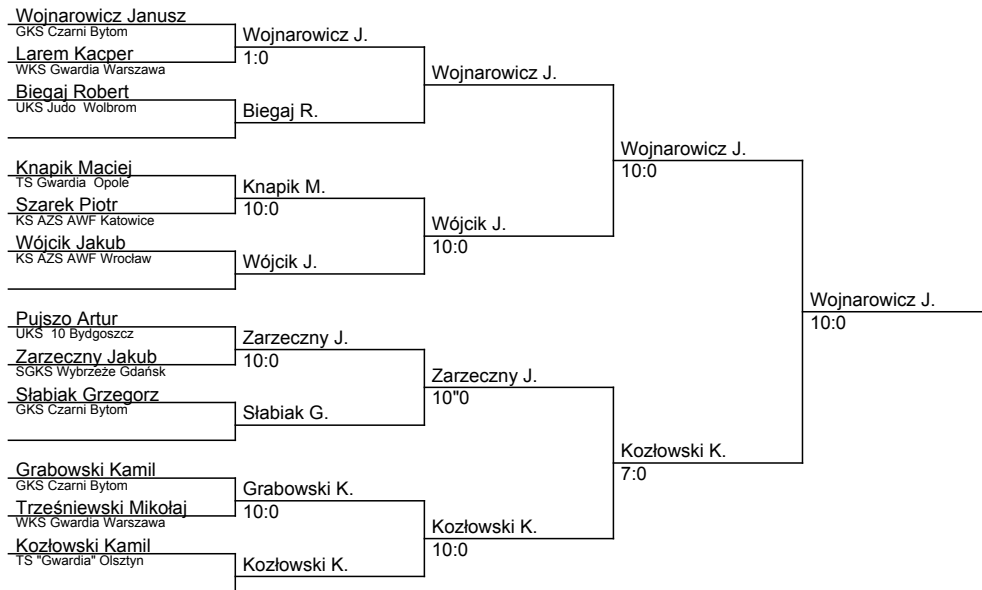 Wojnarowicz Janusz
GKS Czarni Bytom
Larem Kacper
WKS Gwardia Warszawa
Biegaj Robert
UKS Judo  Wolbrom
Knapik Maciej
TS Gwardia  Opole
Szarek Piotr
KS AZS AWF Katowice
Wójcik Jakub
KS AZS AWF Wrocław
Pujszo Artur
UKS  10 Bydgoszcz
Zarzeczny Jakub
SGKS Wybrzeże Gdańsk
Słabiak Grzegorz
GKS Czarni Bytom
Grabowski Kamil
GKS Czarni Bytom
Trześniewski Mikołaj
WKS Gwardia Warszawa
Kozłowski Kamil
TS "Gwardia" Olsztyn
Wojnarowicz J.
1:0
Biegaj R.
Knapik M.
10:0
Wójcik J.
Zarzeczny J.
10:0
Słabiak G.
Grabowski K.
10:0
Kozłowski K.
Wojnarowicz J.
Wójcik J.
10:0
Zarzeczny J.
10"0
Kozłowski K.
10:0
Wojnarowicz J.
10:0
Kozłowski K.
7:0
Wojnarowicz J.
10:0